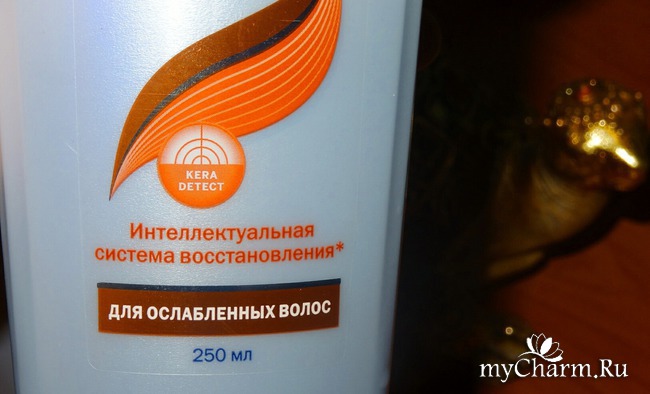 KERA
DETECT
Интеллектуальная
система восстановления*
ДЛЯ ОСЛАБЛЕННЫХ ВОЛОС
250 мл
myCharm.Ru